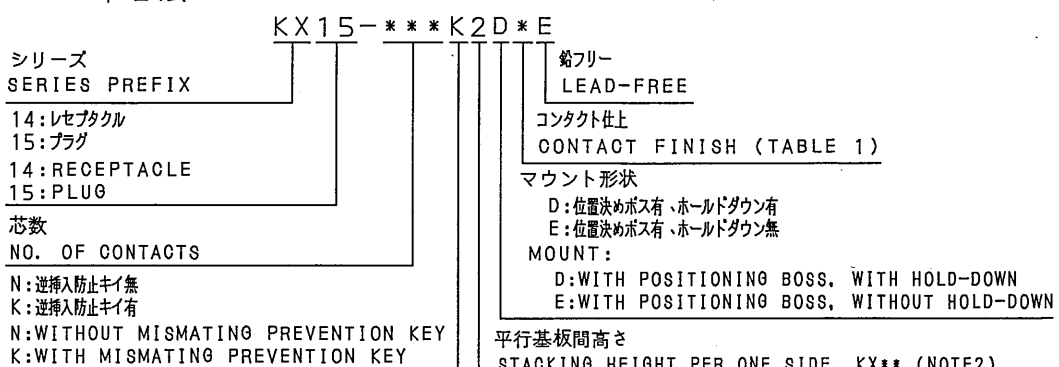 KX15-***K2D*E
シリーズ
SERIES PREFIX
14:レセプタクル
15:プラグ
14:RECEPTACLE
15:PLUG
芯数
NO. OF CONTACTS
N:逆挿入防止キイ無
K:逆挿入防止キイ有
N:WITHOUT MISMATING PREVENTION KEY
K:WITH MISMATING PREVENTION KEY
鉛フリー
LEAD-FREE
コンタクト仕上
CONTACT FINISH (TABLE 1)
マウント形状
D:位置決めボス有、ホールドダウン有
E:位置決めボス有、ホールドダウン無
MOUNT:
D:WITH POSITIONING BOSS, WITH HOLD-DOWN
E:WITH POSITIONING BOSS, WITHOUT HOLD-DOWN
平行基板間高さ
STACKING HEIGHT PER ONE SIDE, KX** (NOTE2)